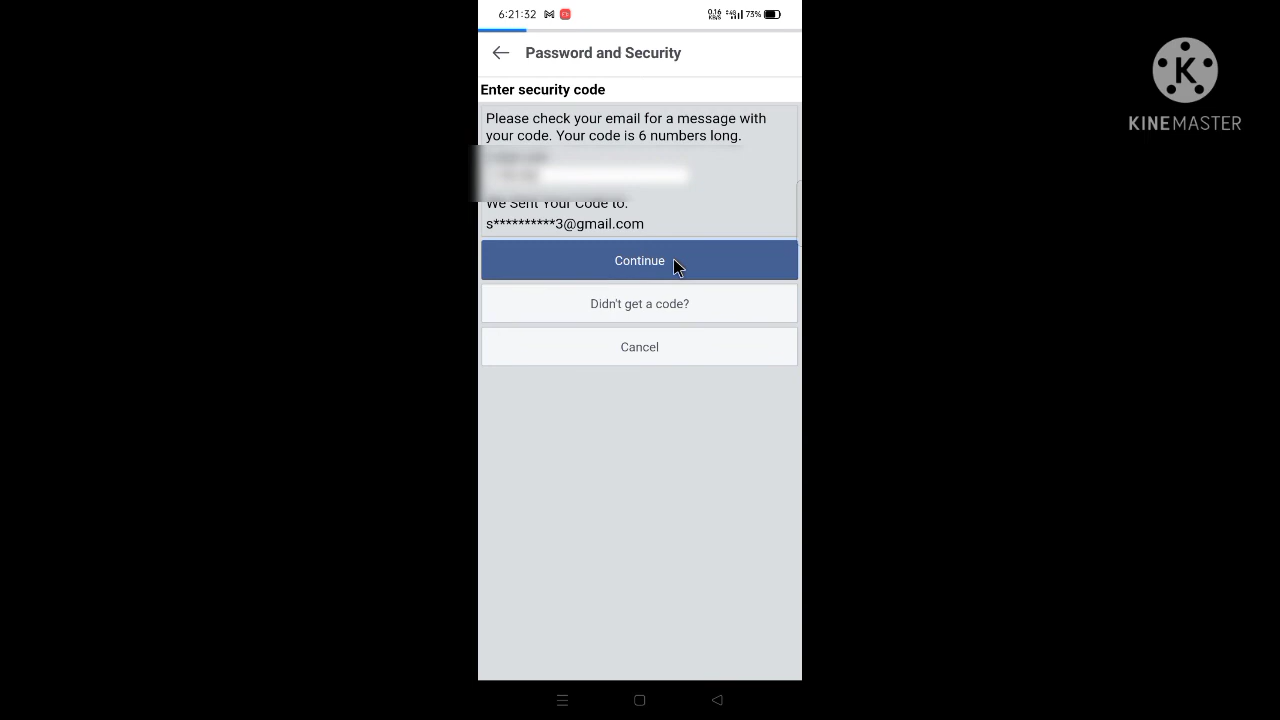 6:21:32
73%
Password and Security
Enter security code
Please check your email for a message with
your code. Your code is 6 numbers long.
We Sent Your Code to:
s**********3@gmail.com
Continue
Didn't get a code?
Cancel
K
KINEMASTER